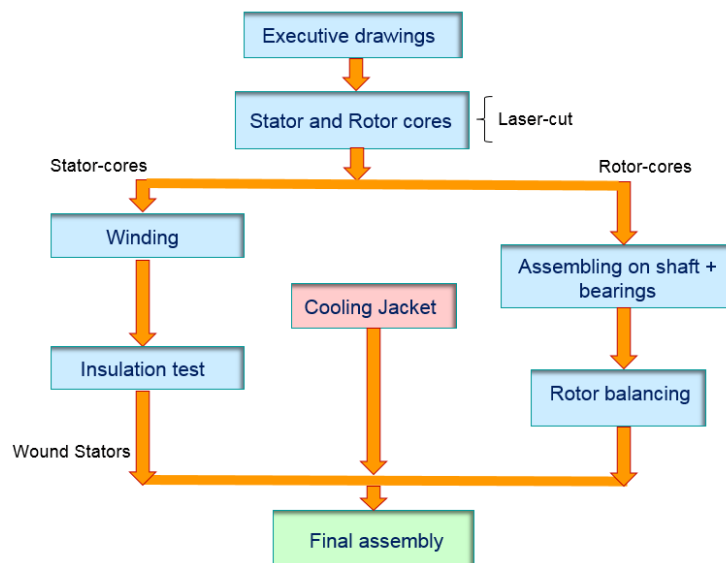 Executive drawings
Stator and Rotor cores
Laser-cut
Stator-cores
Rotor-cores
Winding
Assembling on shaft +
bearings
Cooling Jacket
Insulation test
Rotor balancing
Wound Stators
Final assembly